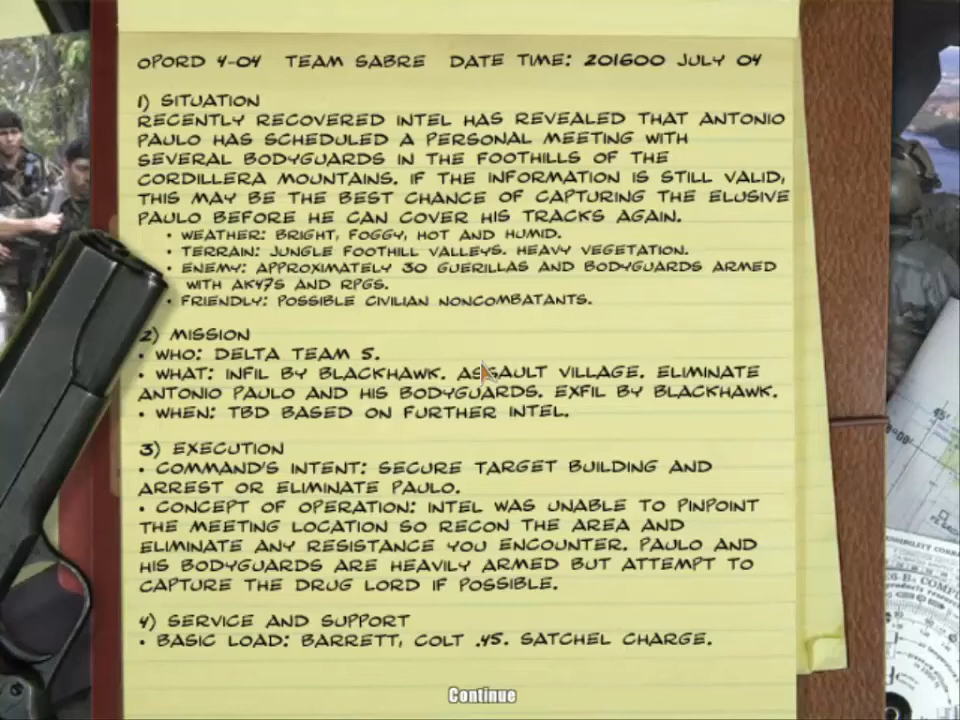 OPORD 4-04 TEAM SABRE DATE TIME: 201600 JULY 04
1) SITUATION
RECENTLY RECOVERED INTEL HAS REVEALED THAT ANTONIO
PAULO HAS SCHEDULED A PERSONAL MEETING WITH
SEVERAL BODYGUARDS IN THE FOOTHILLS OF THE
CORDILLERA MOUNTAINS. IF THE INFORMATION IS STILL VALID,
THIS MAY BE THE BEST CHANCE OF CAPTURING THE ELUSIVE
PAULO BEFORE HE CAN COVER HIS TRACKS AGAIN.
• WEATHER: BRIGHT, FOGGY, HOT AND HUMID.
• TERRAIN: JUNGLE FOOTHILL VALLEYS. HEAVY VEGETATION.
• ENEMY: APPROXIMATELY 30 GUERILLAS AND BODYGUARDS ARMED
WITH AK47S AND RPGS.
• FRIENDLY: POSSIBLE CIVILIAN NONCOMBATANTS.
2) MISSION
• WHO: DELTA TEAM 5.
• WHAT: INFIL BY BLACKHAWK. ASSAULT VILLAGE. ELIMINATE
ANTONIO PAULO AND HIS BODYGUARDS. EXFIL BY BLACKHAWK.
• WHEN: TBD BASED ON FURTHER INTEL.
3) EXECUTION
• COMMAND'S INTENT: SECURE TARGET BUILDING AND
ARREST OR ELIMINATE PAULO.
• CONCEPT OF OPERATION: INTEL WAS UNABLE TO PINPOINT
THE MEETING LOCATION SO RECON THE AREA AND
ELIMINATE ANY RESISTANCE YOU ENCOUNTER. PAULO AND
HIS BODYGUARDS ARE HEAVILY ARMED BUT ATTEMPT TO
CAPTURE THE DRUG LORD IF POSSIBLE.
4) SERVICE AND SUPPORT
• BASIC LOAD: BARRETT, COLT .45. SATCHEL CHARGE.
Continue